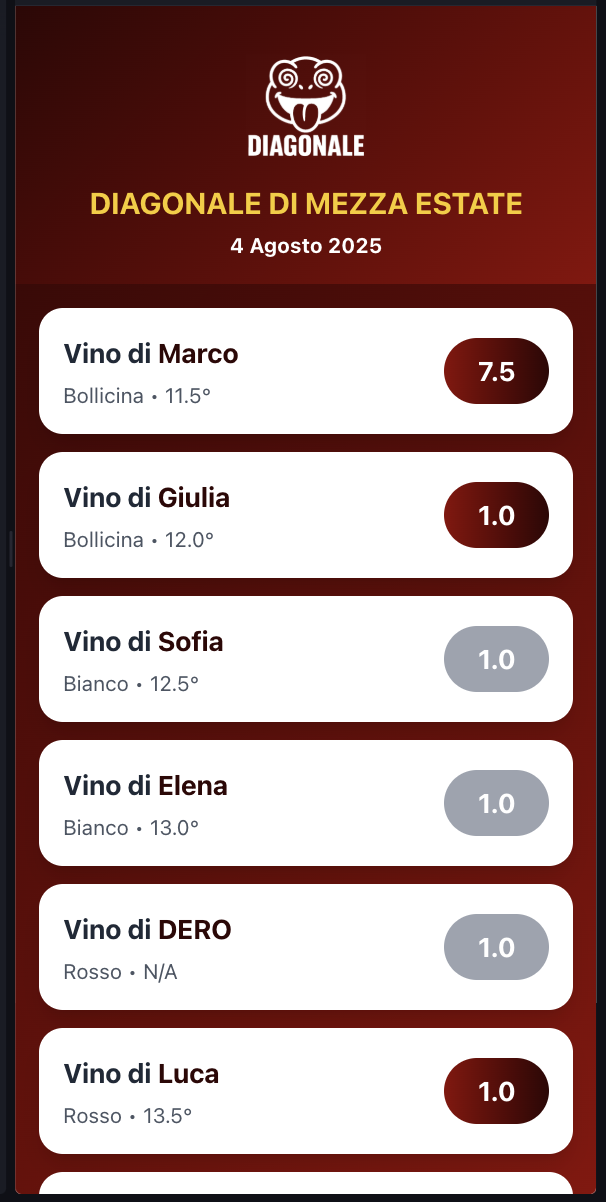 DIAGONALE
DIAGONALE DI MEZZA ESTATE
4 Agosto 2025
Vino di Marco
Bollicina • 11.5°
7.5
Vino di Giulia
Bollicina • 12.0°
1.0
Vino di Sofia
Bianco • 12.5°
1.0
Vino di Elena
Bianco • 13.0°
1.0
Vino di DERO
Rosso • N/A
1.0
Vino di Luca
Rosso • 13.5°
1.0